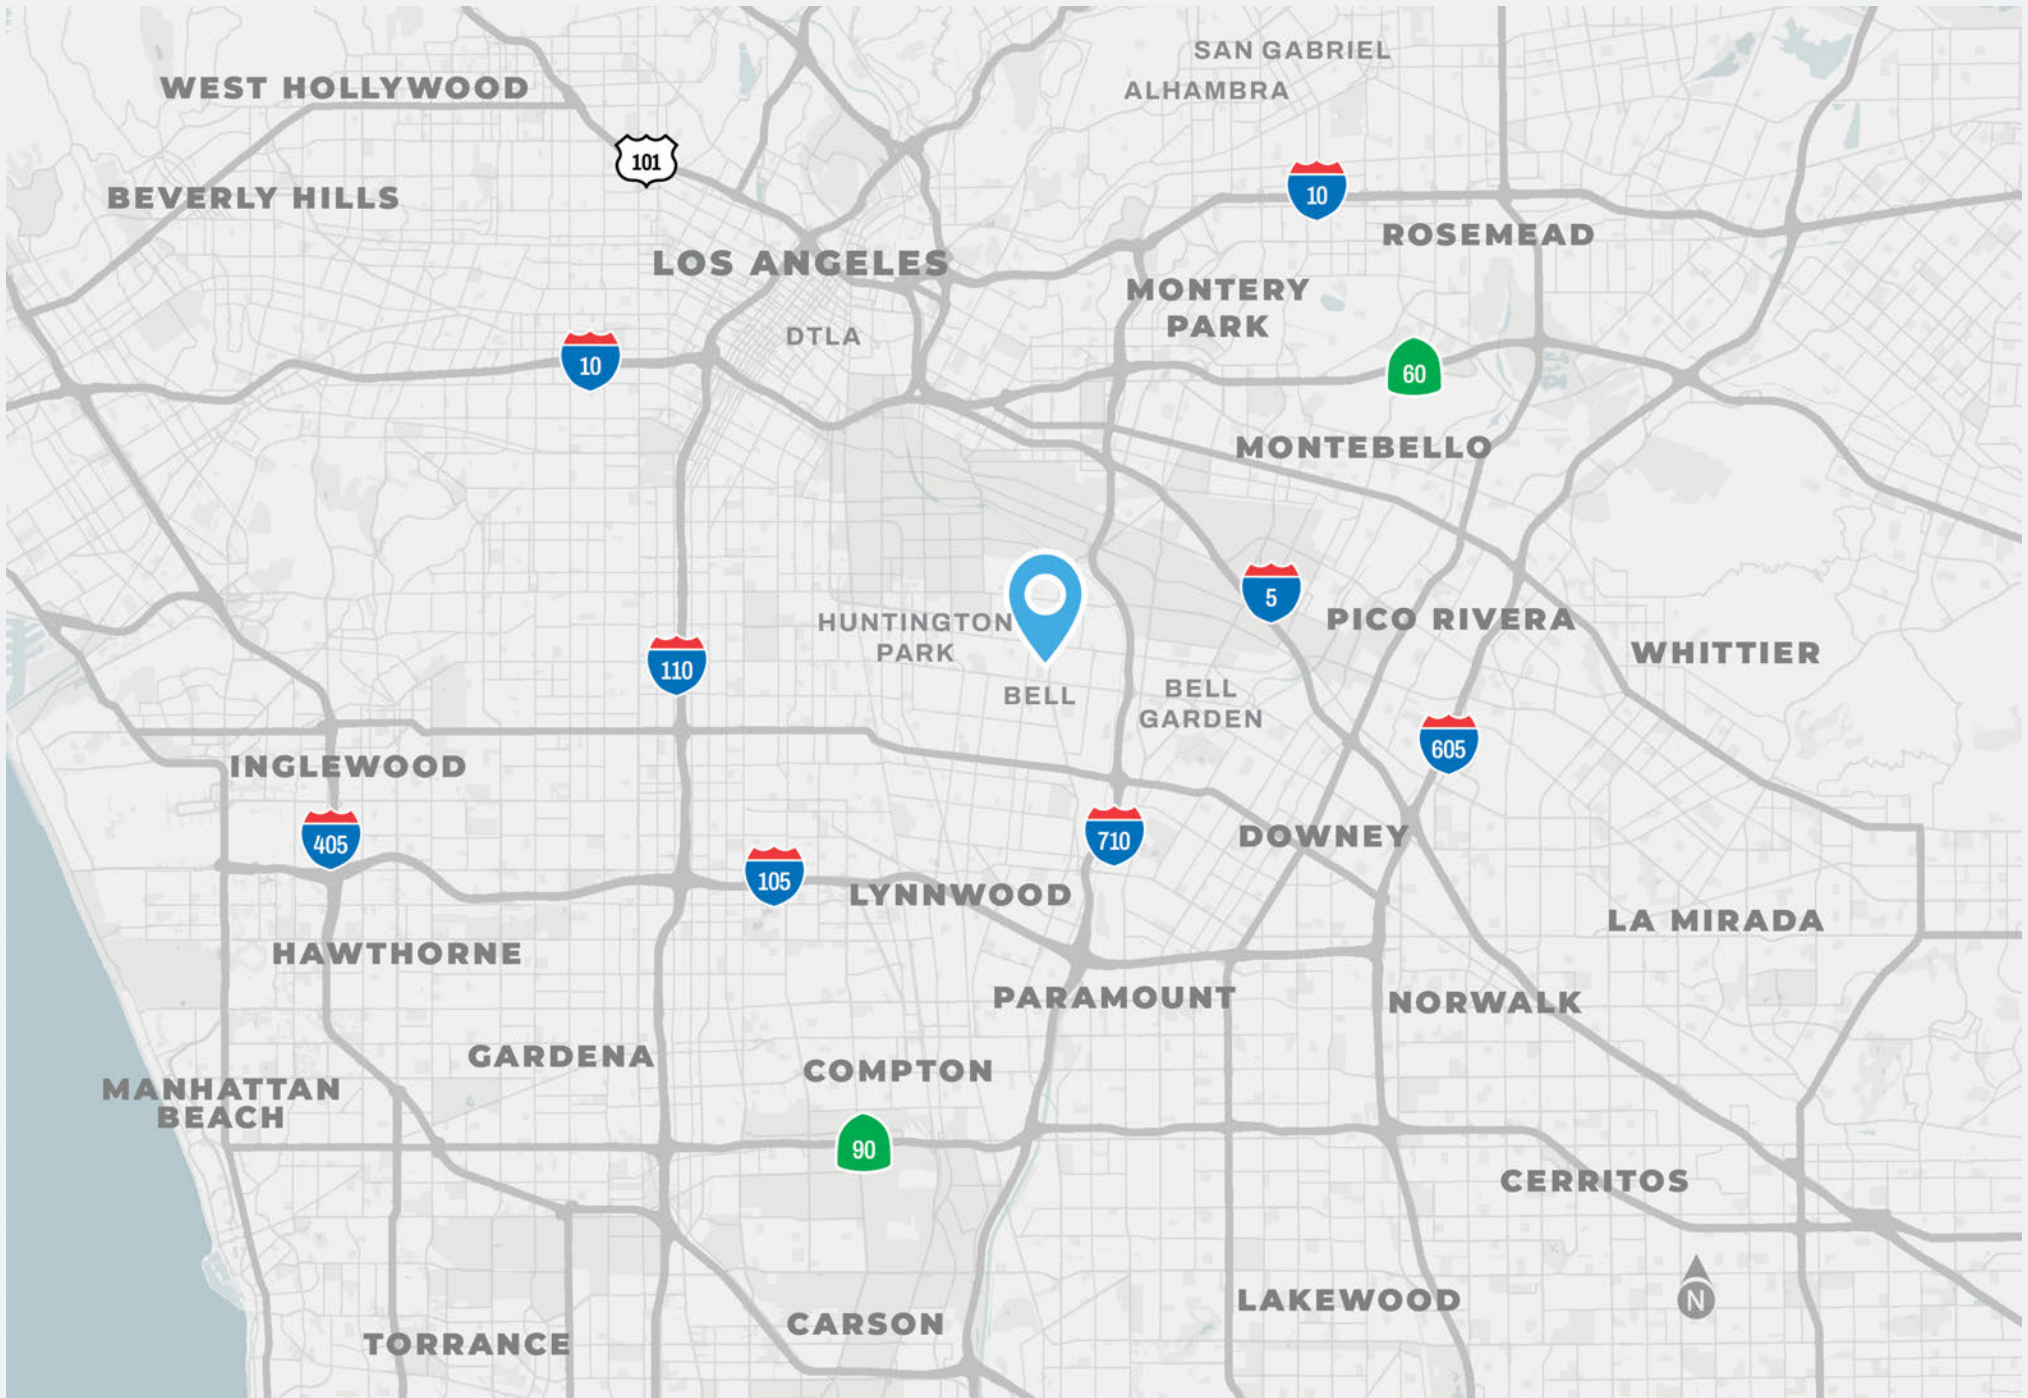 SAN GABRIEL
WEST HOLLYWOOD
ALHAMBRA
101
10
BEVERLY HILLS
ROSEMEAD
LOS ANGELES
MONTERY
PARK
DTLA
10
60
MONTEBELLO
5
HUNTINGTON
PARK
PICO RIVERA
WHITTIER
110
BELL
BELL
GARDEN
605
INGLEWOOD
405
710
DOWNEY
105
LYNNWOOD
LA MIRADA
HAWTHORNE
PARAMOUNT
NORWALK
GARDENA
COMPTON
MANHATTAN
BEACH
90
CERRITOS
N
LAKEWOOD
CARSON
TORRANCE